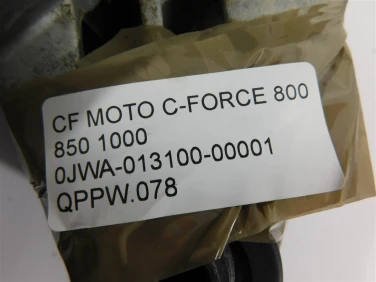 CF MOTO C-FORCE 800
850 1000
0JWA-013100-00001
QPPW.078